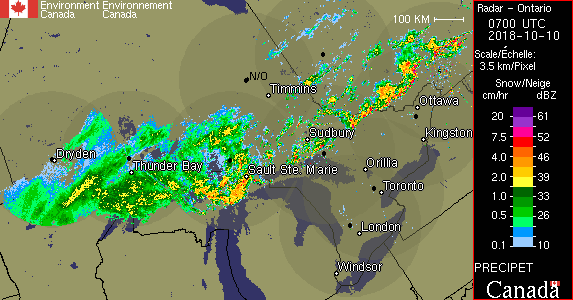 Environment Environnement
Canada Canada
100 KM
N/O
Timmins
Ottawa
Sudbury
Kingston
Dryden
Thunder Bay
Sault Ste. Marie
Orillia
Toronto
London
Windsor
Radar - Ontario
0700 UTC
2018-10-10
Scale/Échelle:
3.5 km/Pixel
Snow/Neige
cm/hr dBZ
20 61
7.5 57
5.0 52
4.0 46
2.0 39
1.0 33
0.5 26
0.1 10
PRECIPET
Canada